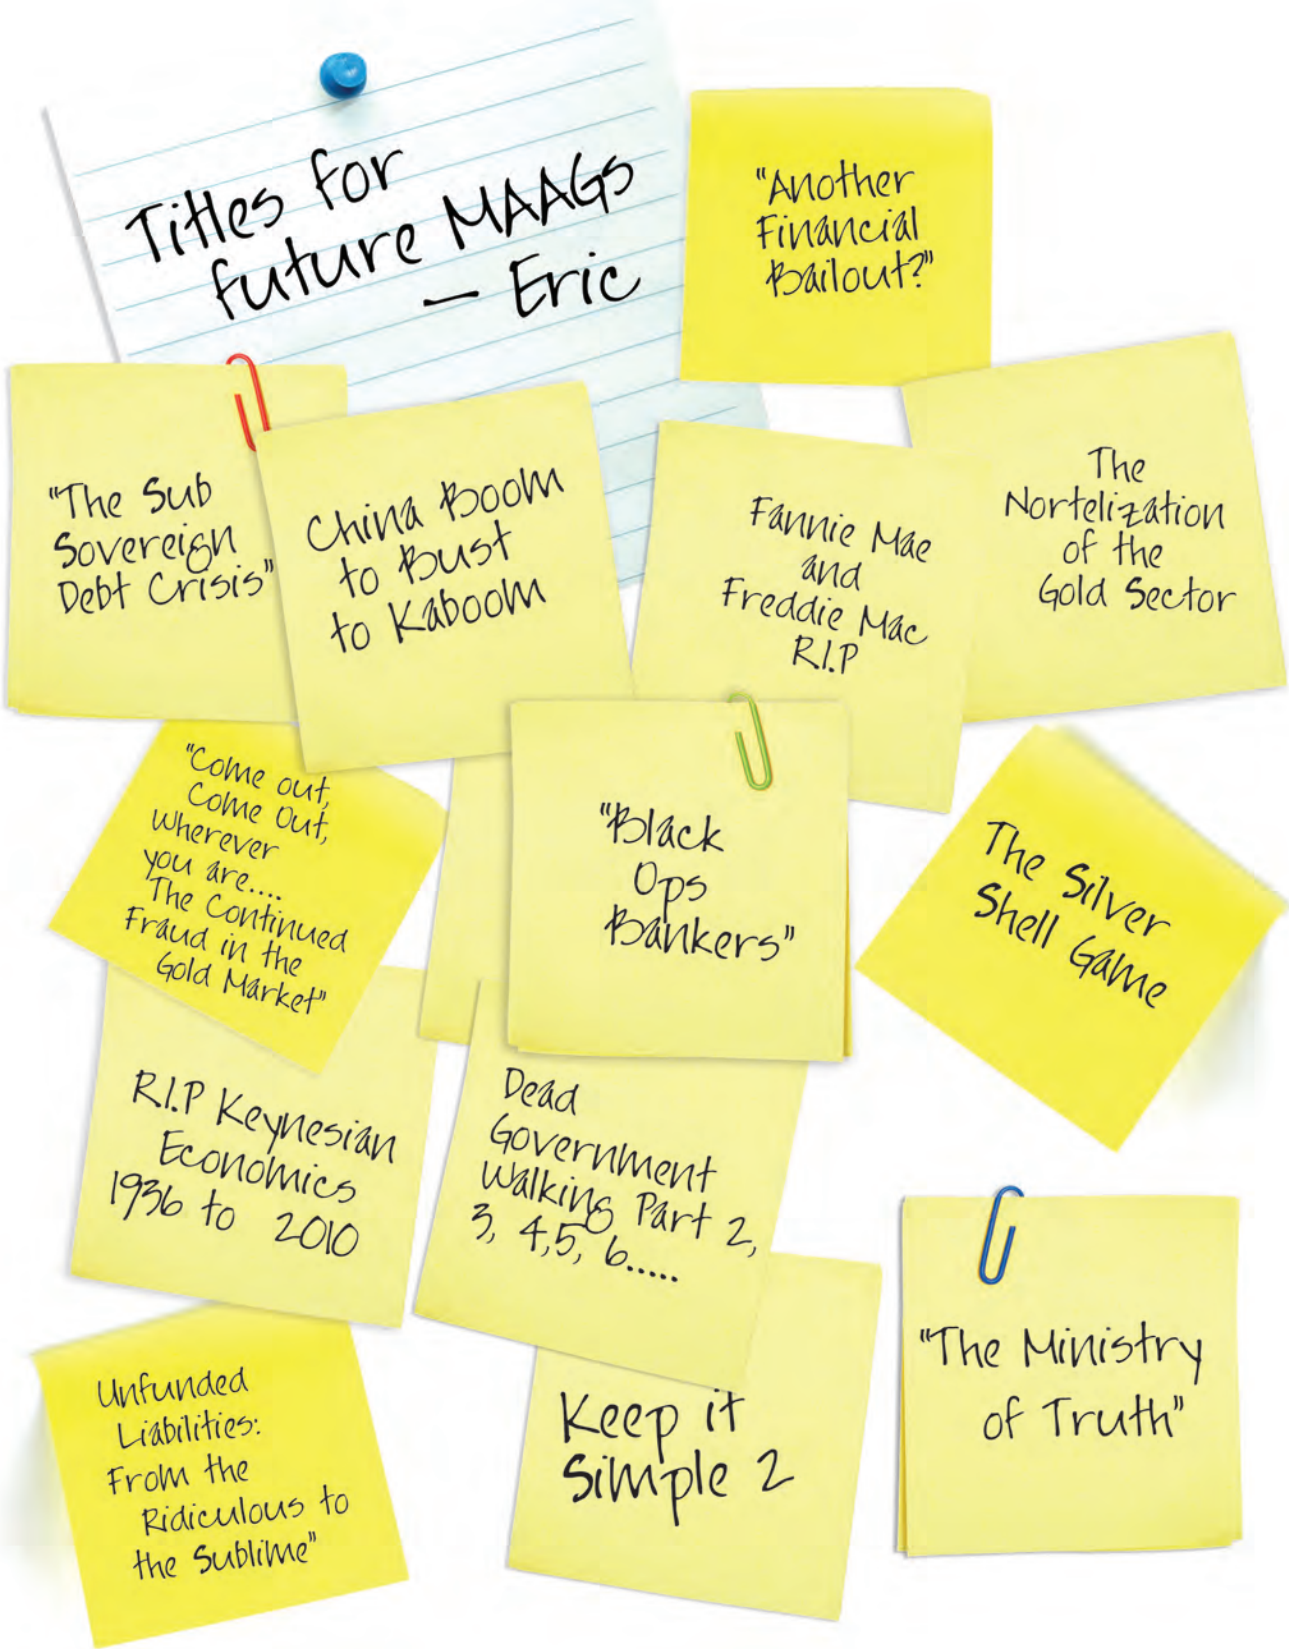 Titles for
future MAAGs
– Eric
"Another
Financial
Bailout?"
"The Sub
Sovereign
Debt Crisis"
China Boom
to Bust
to Kaboom
Fannie Mae
and
Freddie Mac
R.I.P
The
Nortelization
of the
Gold Sector
"Come out,
Come Out,
Wherever
you are....
The Continued
Fraud in the
Gold Market"
"Black
Ops
Bankers"
The Silver
Shell Game
R.I.P Keynesian
Economics
1936 to 2010
Dead
Government
Walking Part 2,
3, 4,5, 6.....
"The Ministry
of Truth"
Unfunded
Liabilities:
From the
Ridiculous to
the Sublime"
Keep it
Simple 2